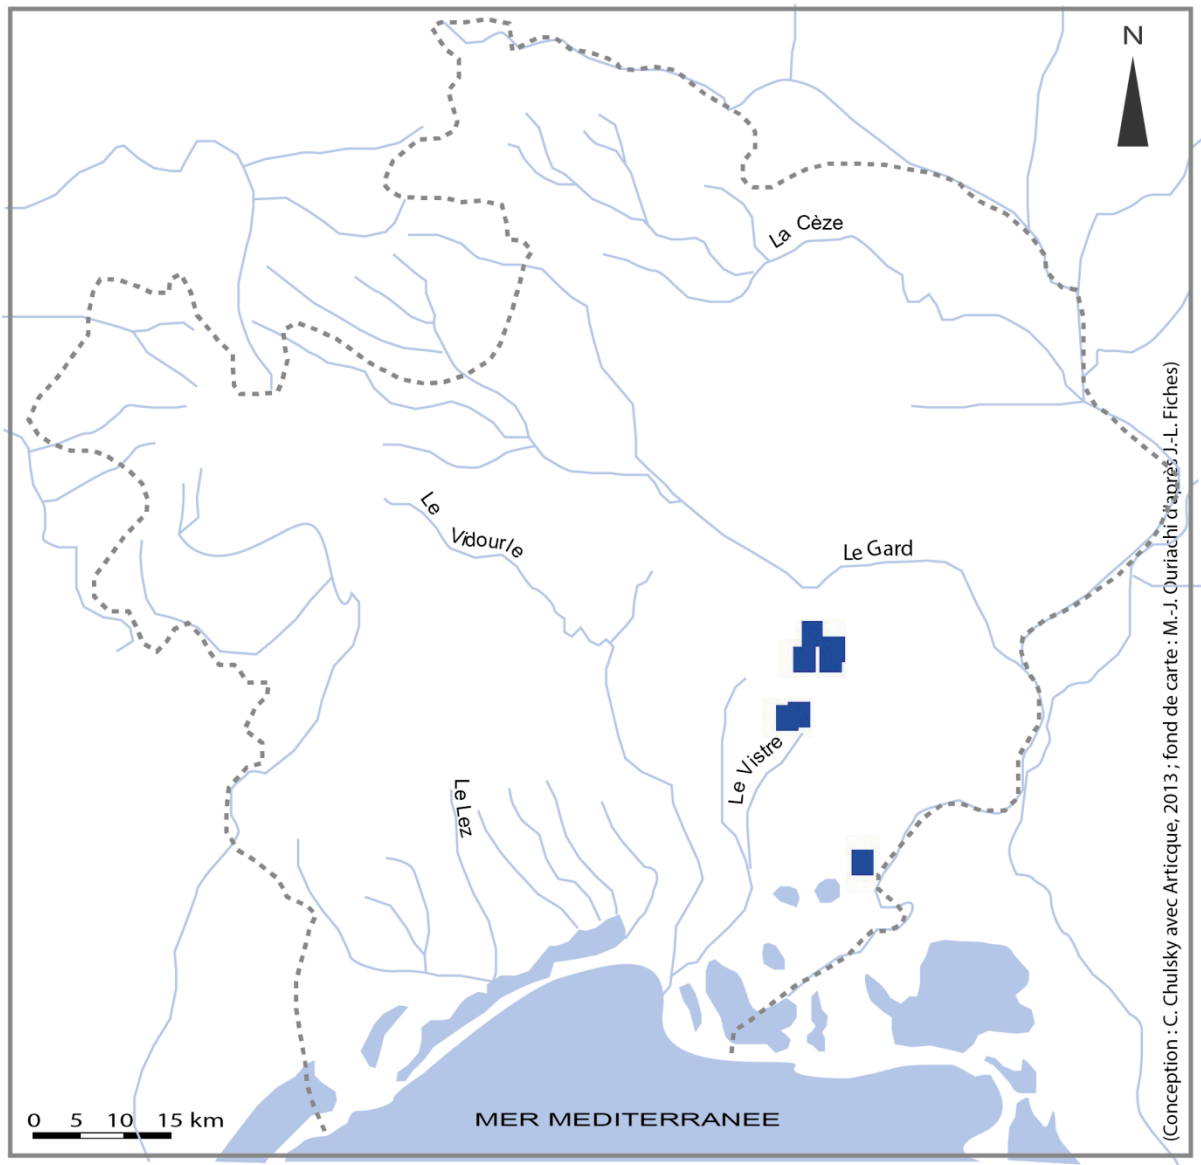 N
La Cèze
Le
Vidourle
Le Gard
Le Vistre
Le Lez
0 5 10 15 km
MER MEDITERRANEE
(Conception : C. Chulsky avec Articque, 2013 ; fond de carte : M.-J. Ouriachi d'après J.-L. Fiches)